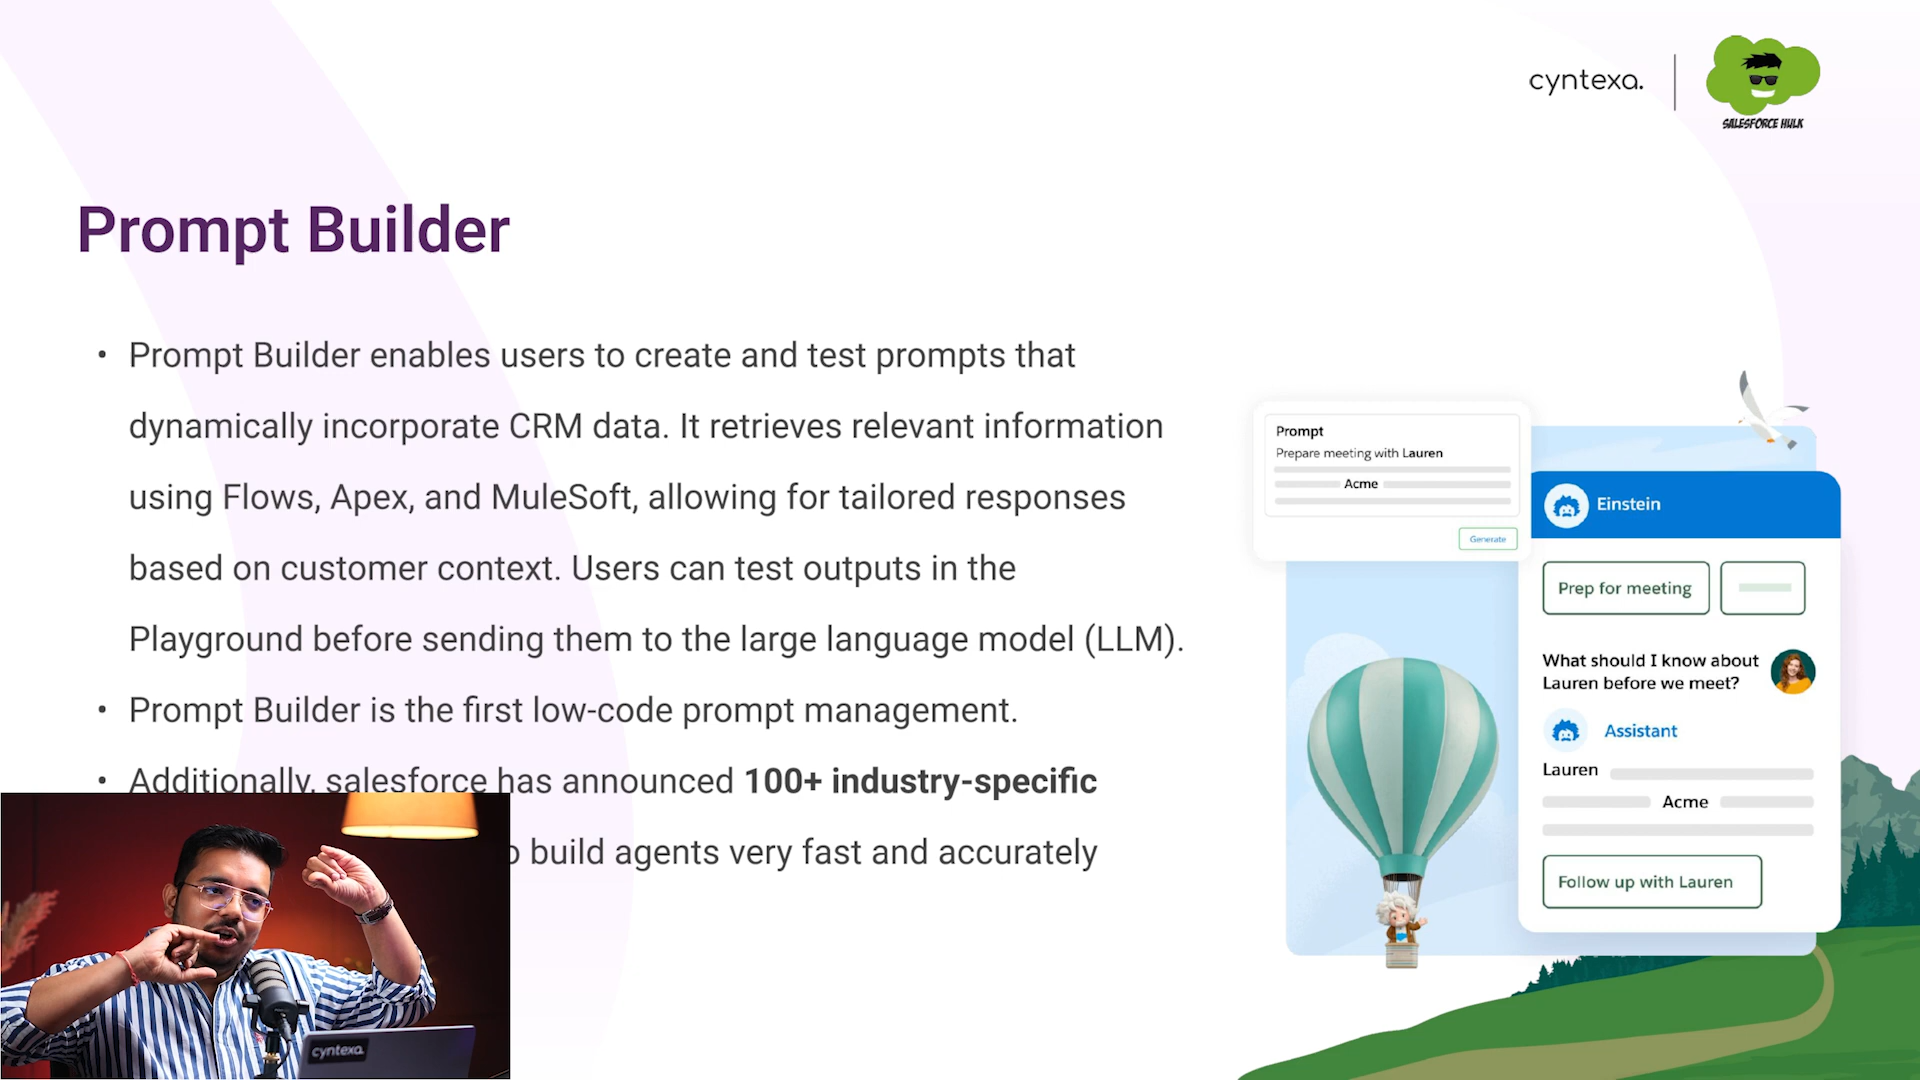 cyntexa.
SALESFORCE HULK
Prompt Builder
• Prompt Builder enables users to create and test prompts that
dynamically incorporate CRM data. It retrieves relevant information
using Flows, Apex, and MuleSoft, allowing for tailored responses
based on customer context. Users can test outputs in the
Playground before sending them to the large language model (LLM).
• Prompt Builder is the first low-code prompt management.
• Additionally, salesforce has announced 100+ industry-specific
build agents very fast and accurately
Prompt
Prepare meeting with Lauren
Acme
Generate
Einstein
Prep for meeting
What should I know about
Lauren before we meet?
Assistant
Lauren
Acme
Follow up with Lauren
cyntexa.